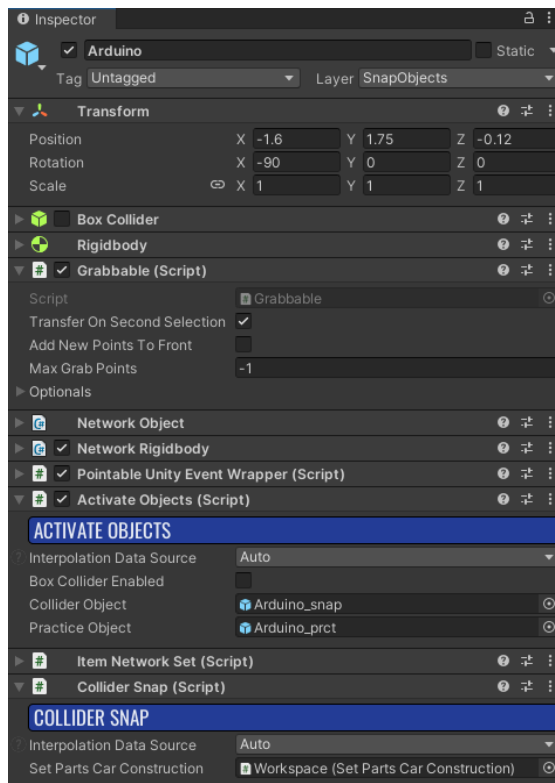 Inspector
Arduino Static
Tag Untagged Layer SnapObjects
Transform
Position X -1.6 Y 1.75 Z -0.12
Rotation X -90 Y 0 Z 0
Scale X 1 Y 1 Z 1
Box Collider
Rigidbody
# Grabbable (Script)
Script # Grabbable
Transfer On Second Selection
Add New Points To Front
Max Grab Points -1
Optionals
Network Object
Network Rigidbody
# Pointable Unity Event Wrapper (Script)
# Activate Objects (Script)
ACTIVATE OBJECTS
? Interpolation Data Source Auto
Box Collider Enabled
Collider Object Arduino_snap
Practice Object Arduino_prct
# Item Network Set (Script)
# Collider Snap (Script)
COLLIDER SNAP
? Interpolation Data Source Auto
Set Parts Car Construction # Workspace (Set Parts Car Construction)